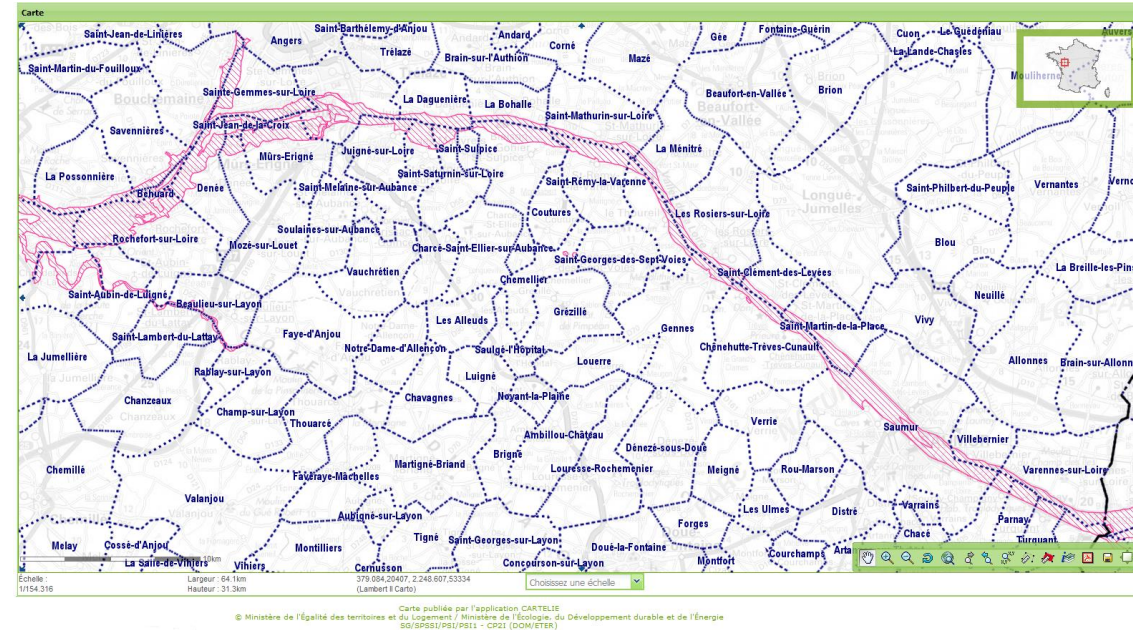 Carte
Saint-Jean-de-Linières
Saint-Barthélemy-d'Anjou
Angers
Andard
Corné
Gée
Fontaine-Guérin
Cuon
Le-Guédéniau
La-Lande-Chasles
Trélazé
Brain-sur-l'Authion
Mazé
Mouliherne
Saint-Martin-du-Fouilloux
Sainte-Gemmes-sur-Loire
La Daguenière
La Bohalle
Beaufort-en-Vallée
Brion
Bouchemaine
Savennières
Saint-Jean-de-la-Croix
Saint-Mathurin-sur-Loire
Mûrs-Erigné
Juigné-sur-Loire
Saint-Sulpice
La Ménitré
La Possonnière
Béhuard
Denée
Saint-Melaine-sur-Aubance
Saint-Saturnin-sur-Loire
Saint-Rémy-la-Varenne
Longué-Jumelles
Saint-Philbert-du-Peuple
Vernantes
Rochefort-sur-Loire
Mozé-sur-Louet
Soulaines-sur-Aubance
Coutures
Les Rosiers-sur-Loire
Charcé-Saint-Ellier-sur-Aubance
Saint-Georges-des-Sept-Voies
Blou
Vauchrétien
Chemellier
Saint-Clément-des-Levées
La Breille-les-Pins
Saint-Aubin-de-Luigné
Beaulieu-sur-Layon
Neuillé
Saint-Lambert-du-Lattay
Faye-d'Anjou
Les Alleuds
Grézillé
Gennes
Saint-Martin-de-la-Place
Vivy
La Jumellière
Notre-Dame-d'Allençon
Saulgé-l'Hôpital
Louerre
Chênehutte-Trèves-Cunault
Allonnes
Brain-sur-Allonn
Rablay-sur-Layon
Luigné
Chanzeaux
Chavagnes
Noyant-la-Plaine
Champ-sur-Layon
Thouarcé
Verrie
Saumur
Ambillou-Château
Villebernier
Dénezé-sous-Doué
Brigné
Chemillé
Martigné-Briand
Louresse-Rochemenier
Meigné
Rou-Marson
Varennes-sur-Loire
Faveraye-Mâchelles
Valanjou
Les Ulmes
Distré
Varrains
Aubigné-sur-Layon
Forges
Parnay
Melay
Cossé-d'Anjou
Montilliers
Tigné
Saint-Georges-sur-Layon
Doué-la-Fontaine
Chacé
Turquant
La Salle-de-Vihiers
Vihiers
Cernusson
Concourson-sur-Layon
Montfort
Courchamps
Arta
10km
Échelle :
1/154.316
Largeur : 64.1km
Hauteur : 31.3km
379.084,20407, 2.248.607,53334
(Lambert II Carto)
Choisissez une échelle
Carte publiée par l'application CARTELIE
© Ministère de l'Égalité des territoires et du Logement / Ministère de l'Écologie, du Développement durable et de l'Énergie
SG/SPSSI/PSI/PSI1 - CP2I (DOM/ETER)